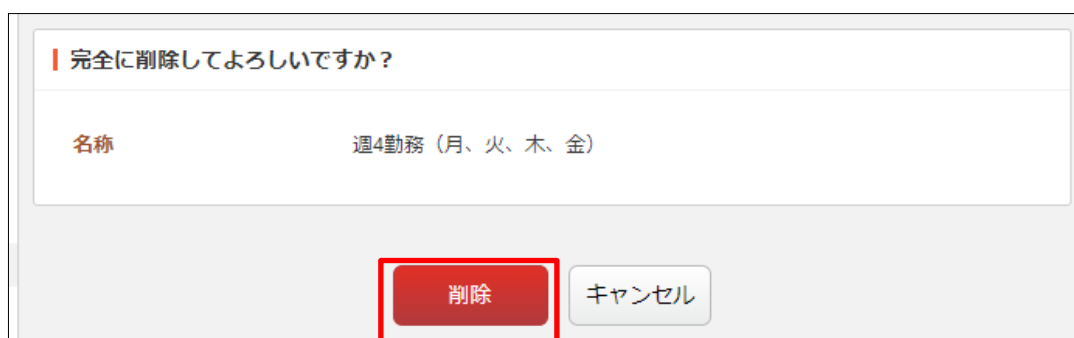 完全に削除してよろしいですか？
名称 週4勤務（月、火、木、金）
削除 キャンセル